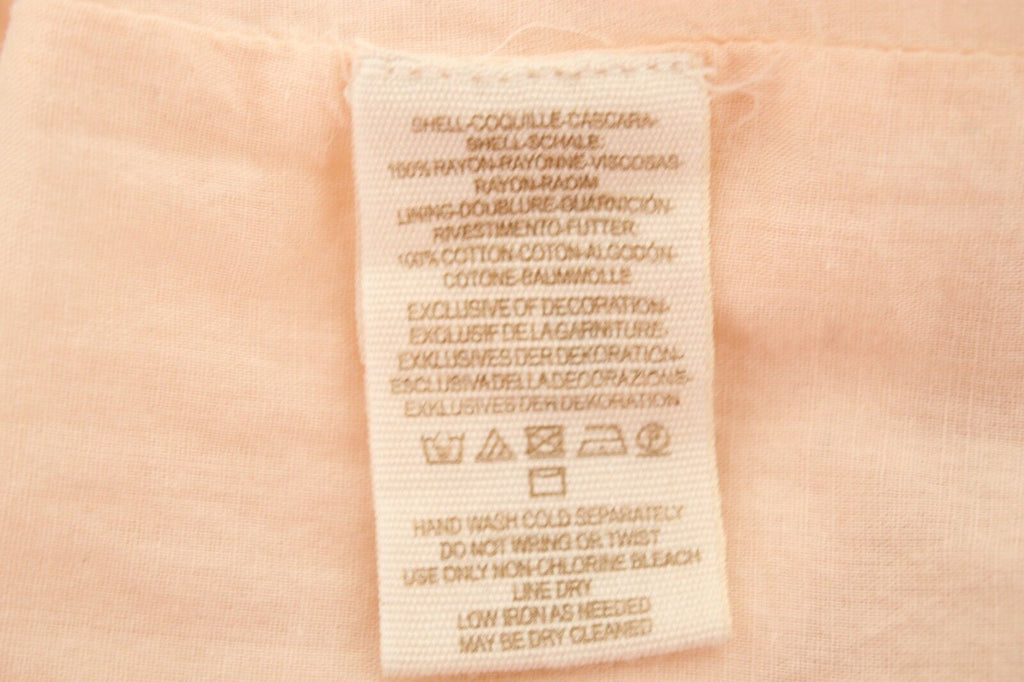 SHELL-COQUILLE-CÁSCARA-
SHELL-SCHALE:
100% RAYON-RAYONNE-VISCOSAS
RAYON-RADIM
LINING-DOUBLURE-GUARNICIÓN-
RIVESTIMENTO-FUTTER:
100% COTTON-COTON-ALGODÓN-
COTONE-BAUMWOLLE
EXCLUSIVE OF DECORATION-
EXCLUSIF DE LA GARNITURE-
EXKLUSIVES DER DEKORATION-
ESCLUSIVA DELLA DECORAZIONE-
EXKLUSIVES DER DEKORATION
P
HAND WASH COLD SEPARATELY
DO NOT WRING OR TWIST
USE ONLY NON-CHLORINE BLEACH
LINE DRY
LOW IRON AS NEEDED
MAY BE DRY CLEANED